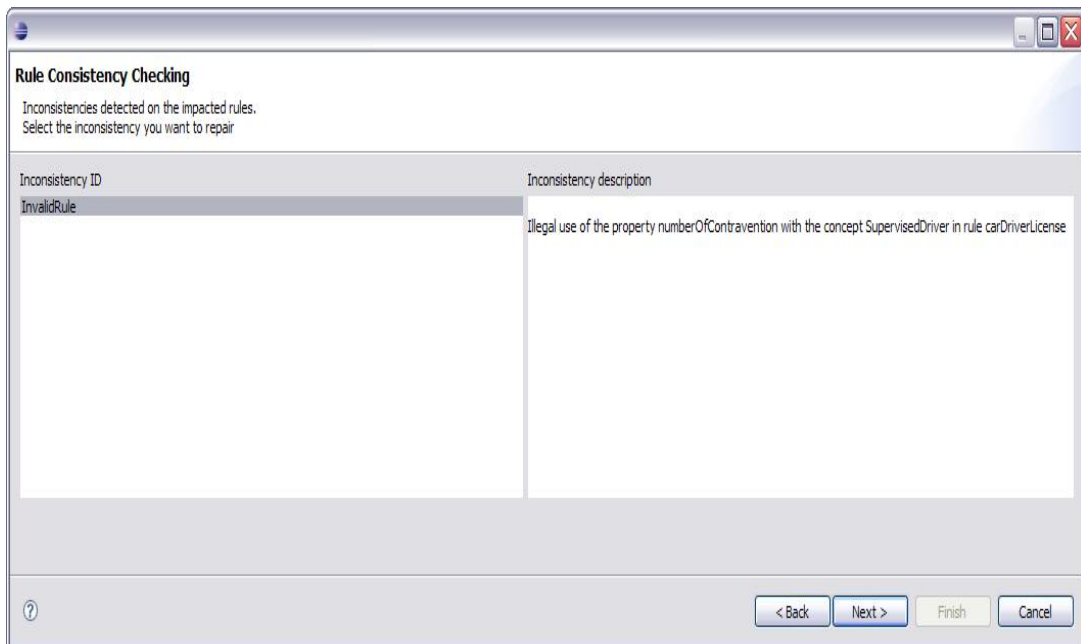 Rule Consistency Checking
Inconsistencies detected on the impacted rules.
Select the inconsistency you want to repair
Inconsistency ID
InvalidRule
Inconsistency description
Illegal use of the property numberOfContravention with the concept SupervisedDriver in rule carDriverLicense
?
< Back
Next >
Finish
Cancel